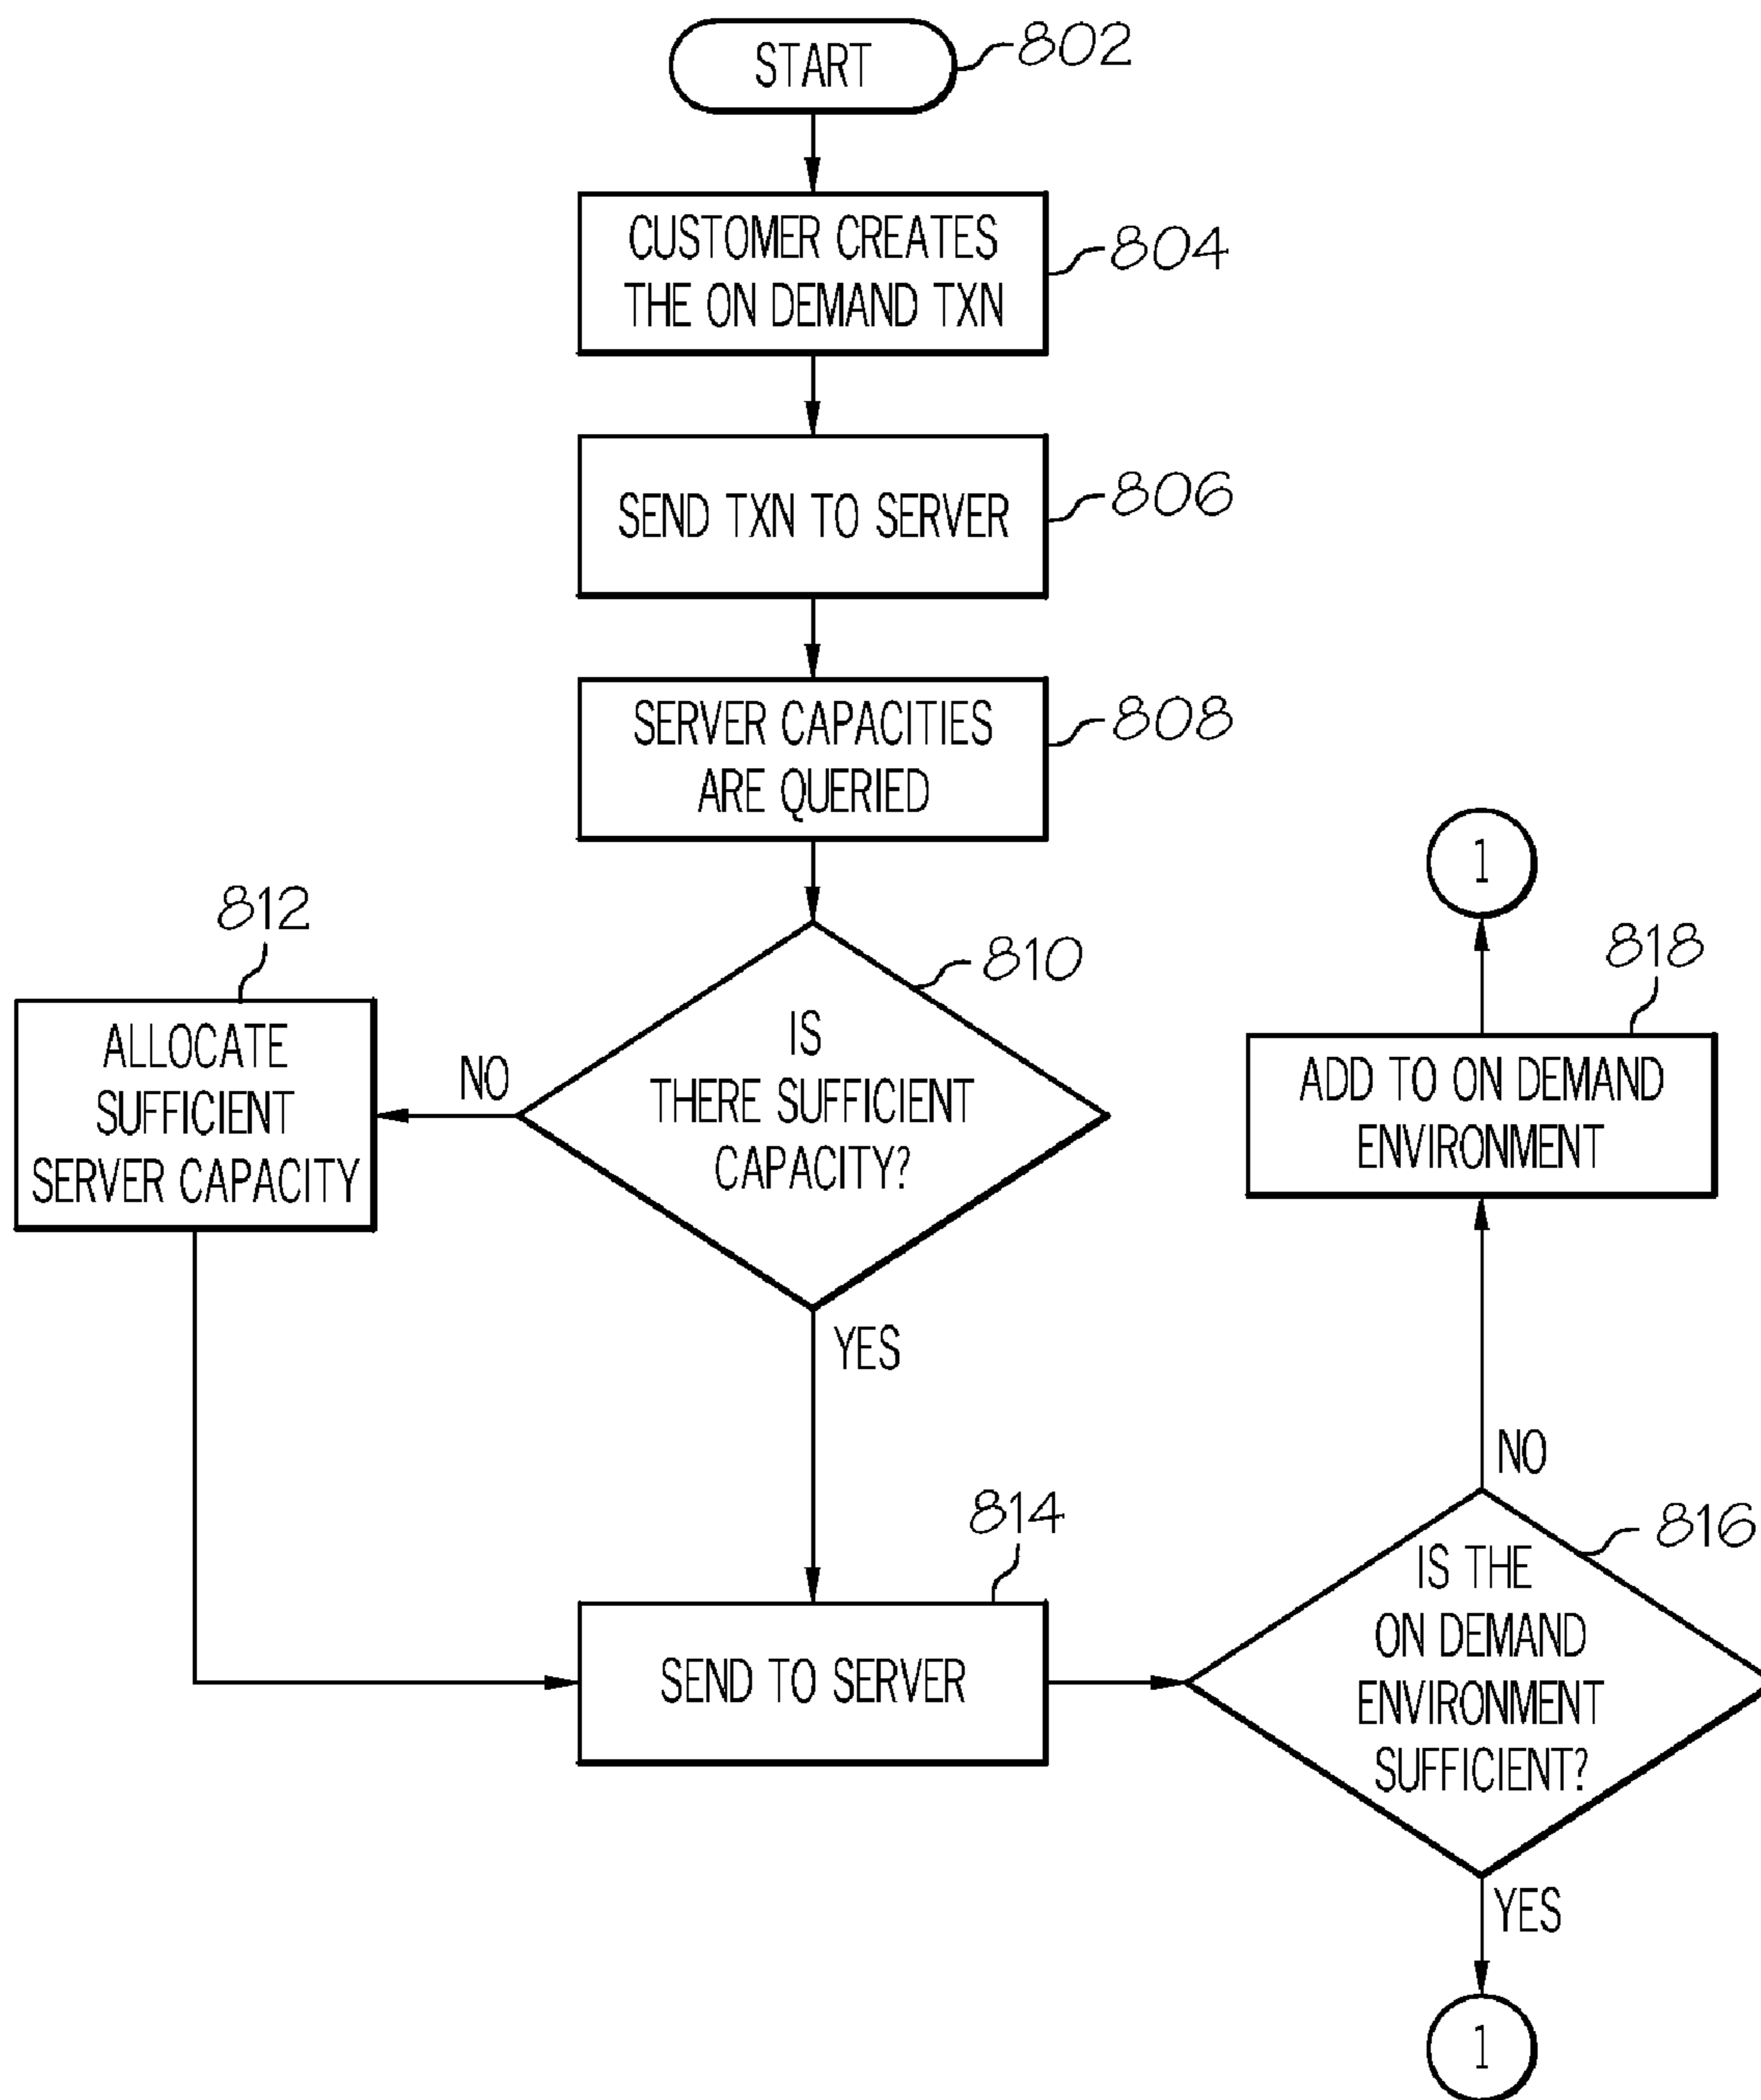 START
802
CUSTOMER CREATES
THE ON DEMAND TXN
804
SEND TXN TO SERVER
806
SERVER CAPACITIES
ARE QUERIED
808
IS
THERE SUFFICIENT
CAPACITY?
810
NO
YES
812
ALLOCATE
SUFFICIENT
SERVER CAPACITY
814
SEND TO SERVER
816
IS THE
ON DEMAND
ENVIRONMENT
SUFFICIENT?
NO
YES
818
ADD TO ON DEMAND
ENVIRONMENT
1
1